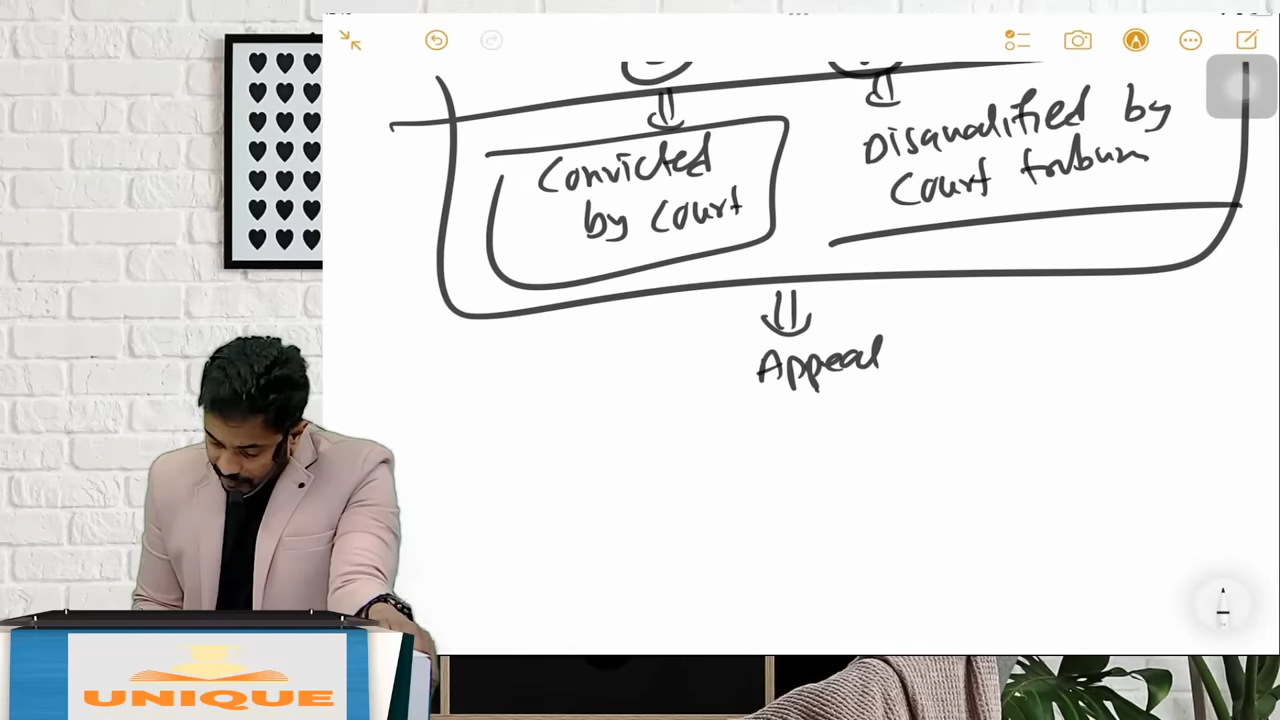 Convicted
by Court
Disqualified by
Court
Appeal
UNIQUE